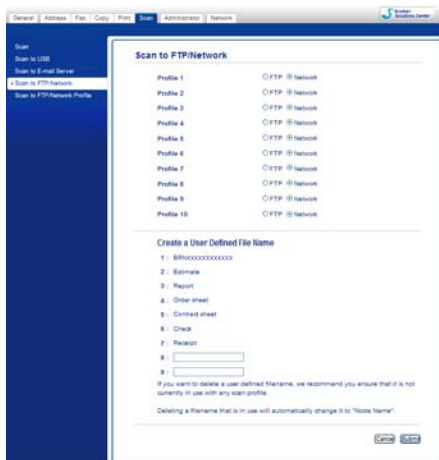 General Address Fax Copy Print Scan Administrator Network
Brother Solutions Center
Scan
Scan to USB
Scan to E-mail Server
Scan to FTP/Network
Scan to FTP/Network Profile
Scan to FTP/Network
Profile 1 FTP Network
Profile 2 FTP Network
Profile 3 FTP Network
Profile 4 FTP Network
Profile 5 FTP Network
Profile 6 FTP Network
Profile 7 FTP Network
Profile 8 FTP Network
Profile 9 FTP Network
Profile 10 FTP Network
Create a User Defined File Name
1 : BRNXXXXXXXXXXXX
2 : Estimate
3 : Report
4 : Order sheet
5 : Contract sheet
6 : Check
7 : Receipt
8 :
9 :
If you want to delete a user defined filename, we recommend you ensure that it is not
currently in use with any scan profile.
Deleting a filename that is in use will automatically change it to "Node Name".
Cancel Submit